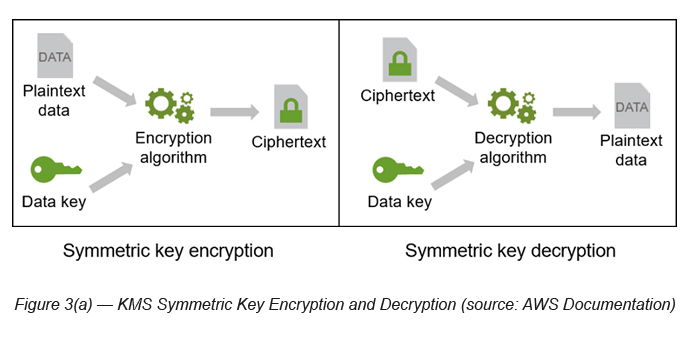 DATA
Plaintext
data
Encryption
algorithm
Ciphertext
Data key
Ciphertext
Decryption
algorithm
DATA
Plaintext
data
Data key
Symmetric key encryption
Symmetric key decryption
Figure 3(a) — KMS Symmetric Key Encryption and Decryption (source: AWS Documentation)